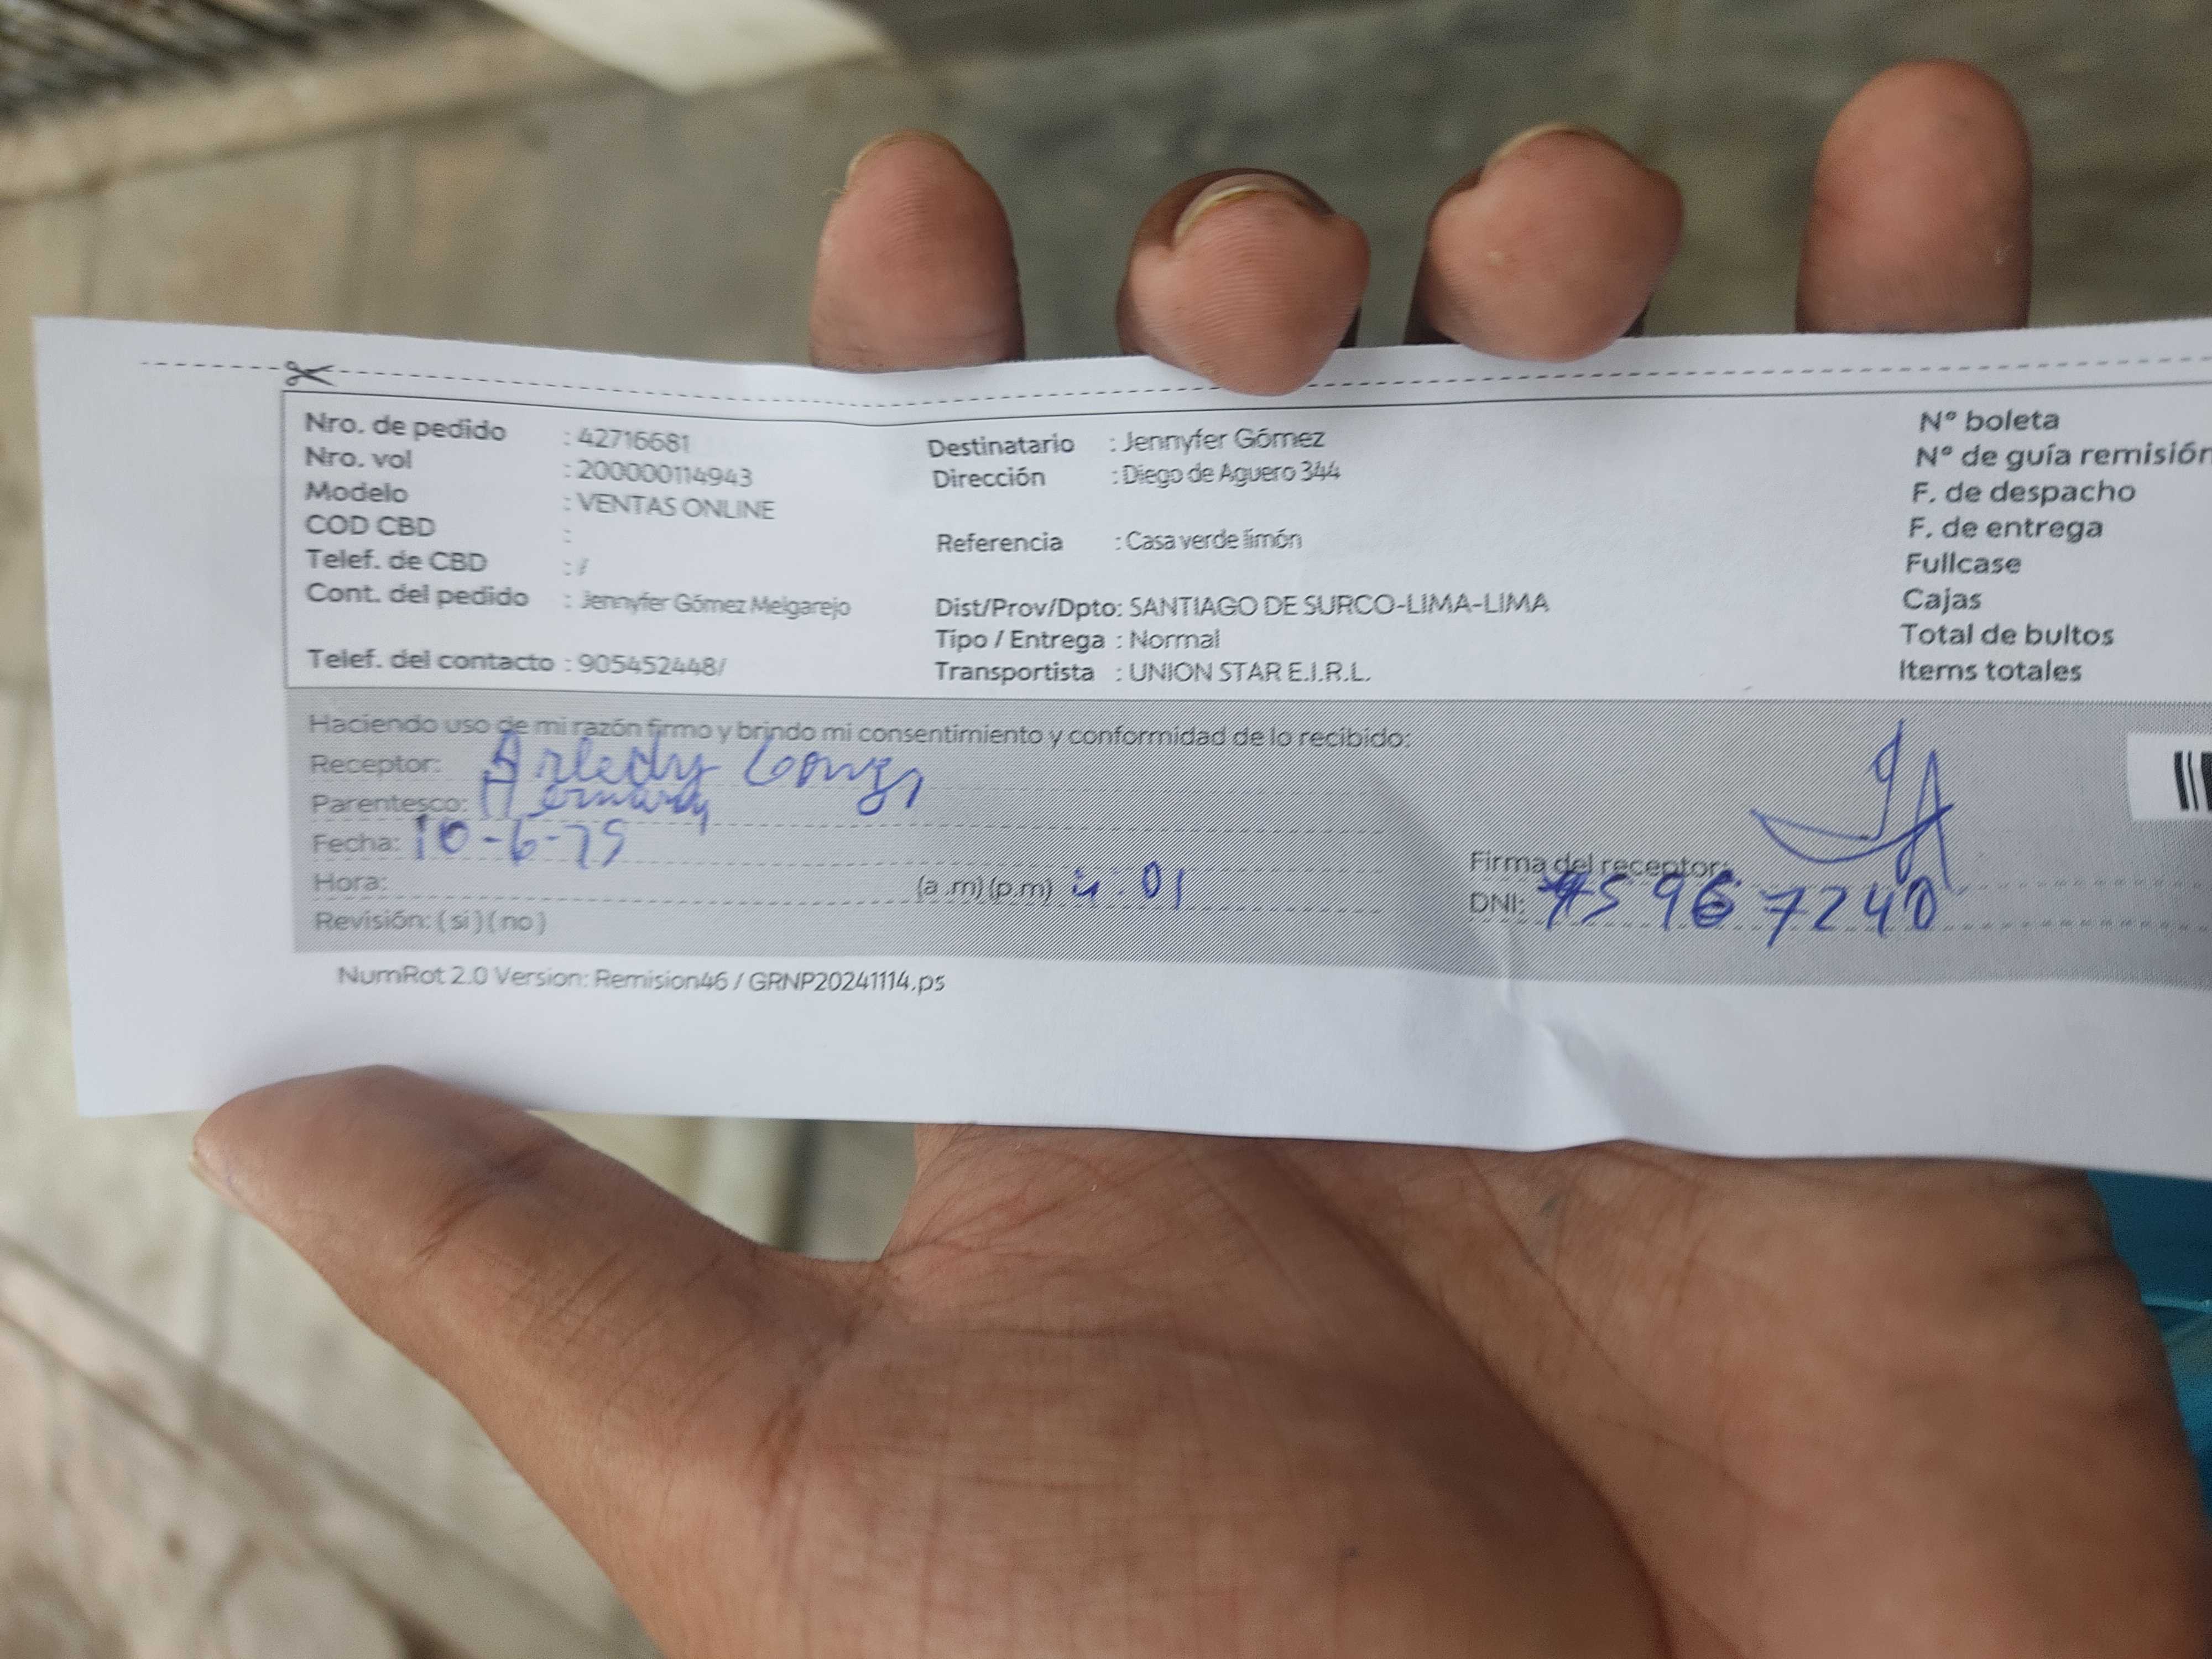 Nro. de pedido : 42716681
Nro. vol : 200000114943
Modelo : VENTAS ONLINE
COD CBD :
Telef. de CBD : /
Cont. del pedido : Jennyfer Gómez Melgarejo
Telef. del contacto : 905452448/
Destinatario : Jennyfer Gómez
Dirección : Diego de Aguero 344
Referencia : Casa verde limón
Dist/Prov/Dpto: SANTIAGO DE SURCO-LIMA-LIMA
Tipo / Entrega : Normal
Transportista : UNION STAR E.I.R.L.
N° boleta
N° de guía remisión
F. de despacho
F. de entrega
Fullcase
Cajas
Total de bultos
Items totales
Haciendo uso de mi razón firmo y brindo mi consentimiento y conformidad de lo recibido:
Receptor: Arledy
Parentesco:
Fecha: 10-6-25
Hora: (a.m)(p.m) 4:01
Revisión: (si)(no)
Firma del receptor:
DNI:
NumRot 2.0 Version: Remision46 / GRNP20241114.ps